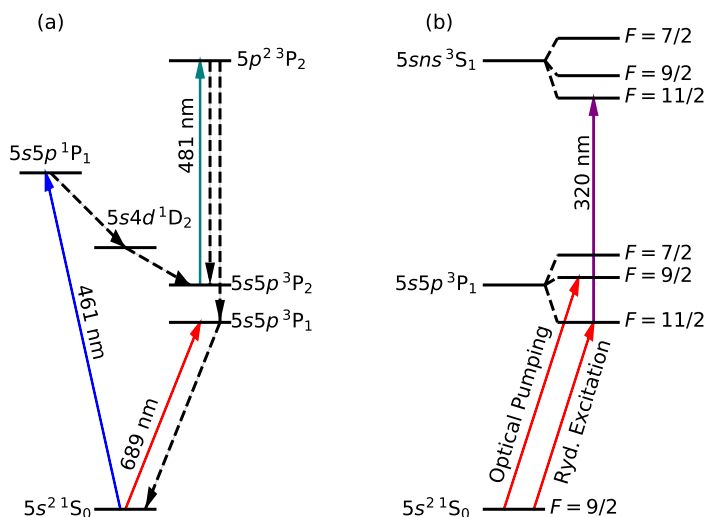 (a)
5p² ³P₂
481 nm
5s5p ¹P₁
5s4d ¹D₂
5s5p ³P₂
5s5p ³P₁
461 nm
689 nm
5s² ¹S₀
(b)
5sns ³S₁
F = 7/2
F = 9/2
F = 11/2
320 nm
5s5p ³P₁
F = 7/2
F = 9/2
F = 11/2
Optical Pumping
Ryd. Excitation
5s² ¹S₀
F = 9/2